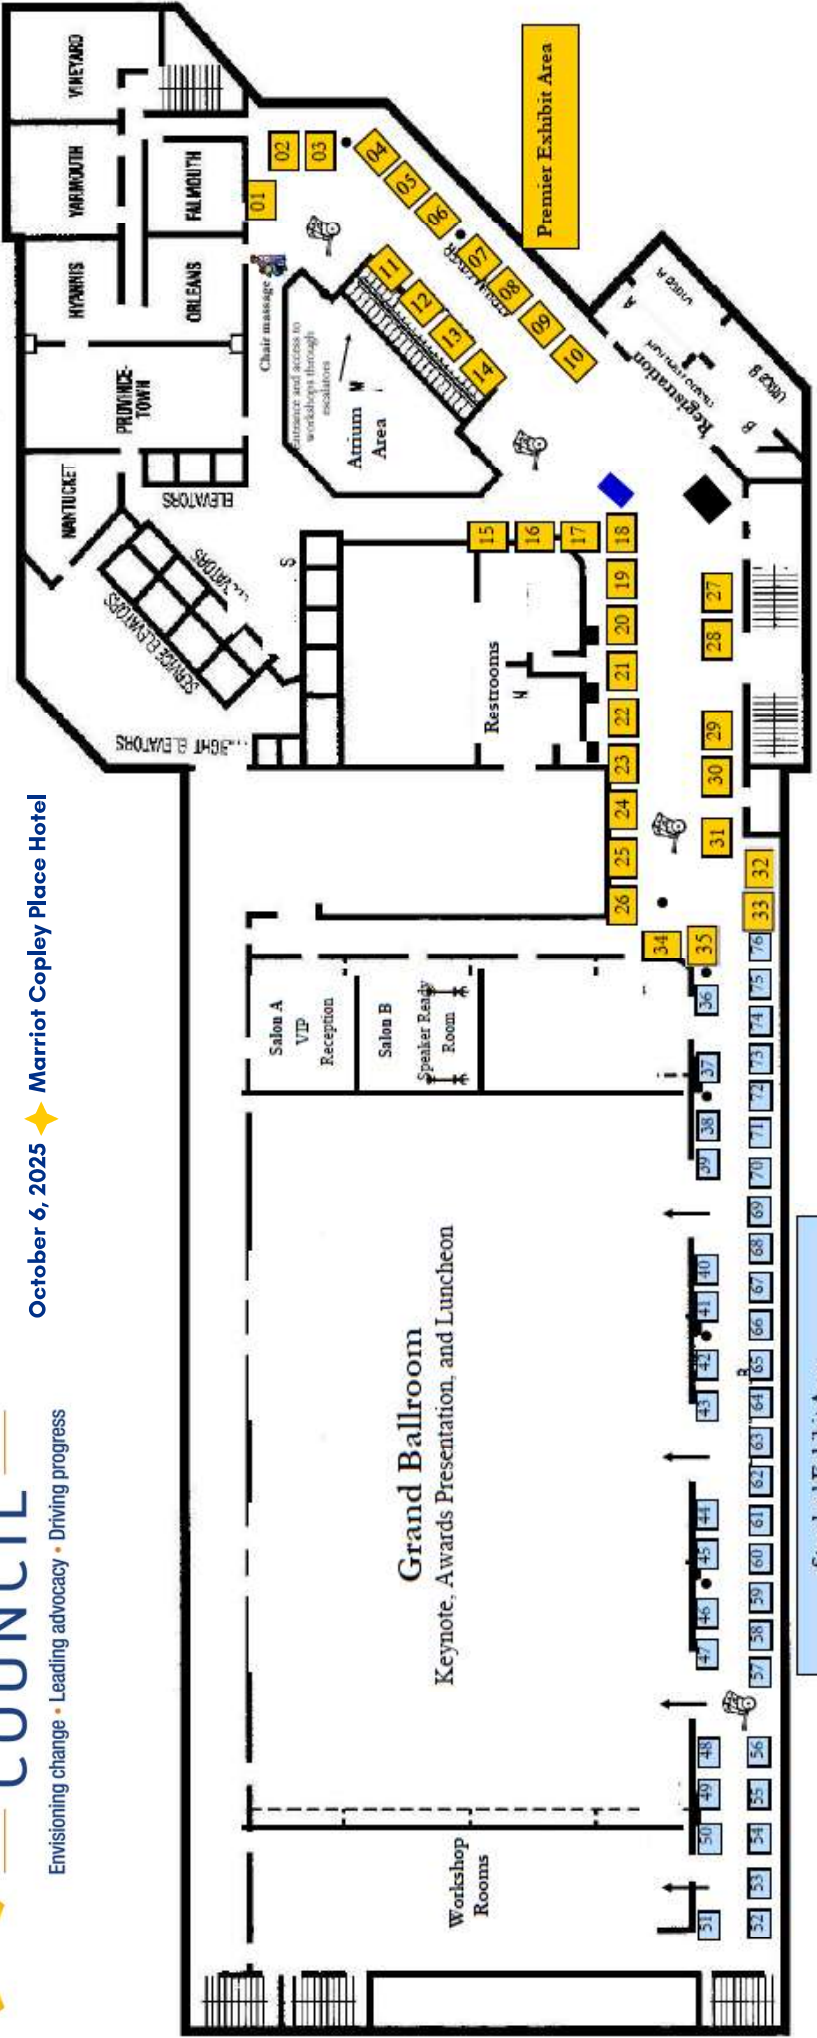 COUNCIL
Envisioning change • Leading advocacy • Driving progress
October 6, 2025
Marriot Copley Place Hotel
VINEYARD
YARMOUTH
HYANNIS
PROVINCE-
TOWN
NANTUCKET
FALMOUTH
ORLEANS
ELEVATORS
SERVICE ELEVATORS
Chair massage
workshops through
escalators
Atrium
Area
Premier Exhibit Area
Registration
Restrooms
Salon A
VIP
Reception
Salon B
Speaker Ready
Room
Grand Ballroom
Keynote, Awards Presentation, and Luncheon
Workshop
Rooms
01
02
03
04
05
06
07
08
09
10
11
12
13
14
15
16
17
18
19
20
21
22
23
24
25
26
27
28
29
30
31
32
33
34
35
36
37
38
39
40
41
42
43
44
45
46
47
48
49
50
51
52
53
54
55
56
57
58
59
60
61
62
63
64
65
66
67
68
69
70
71
72
73
74
75
76